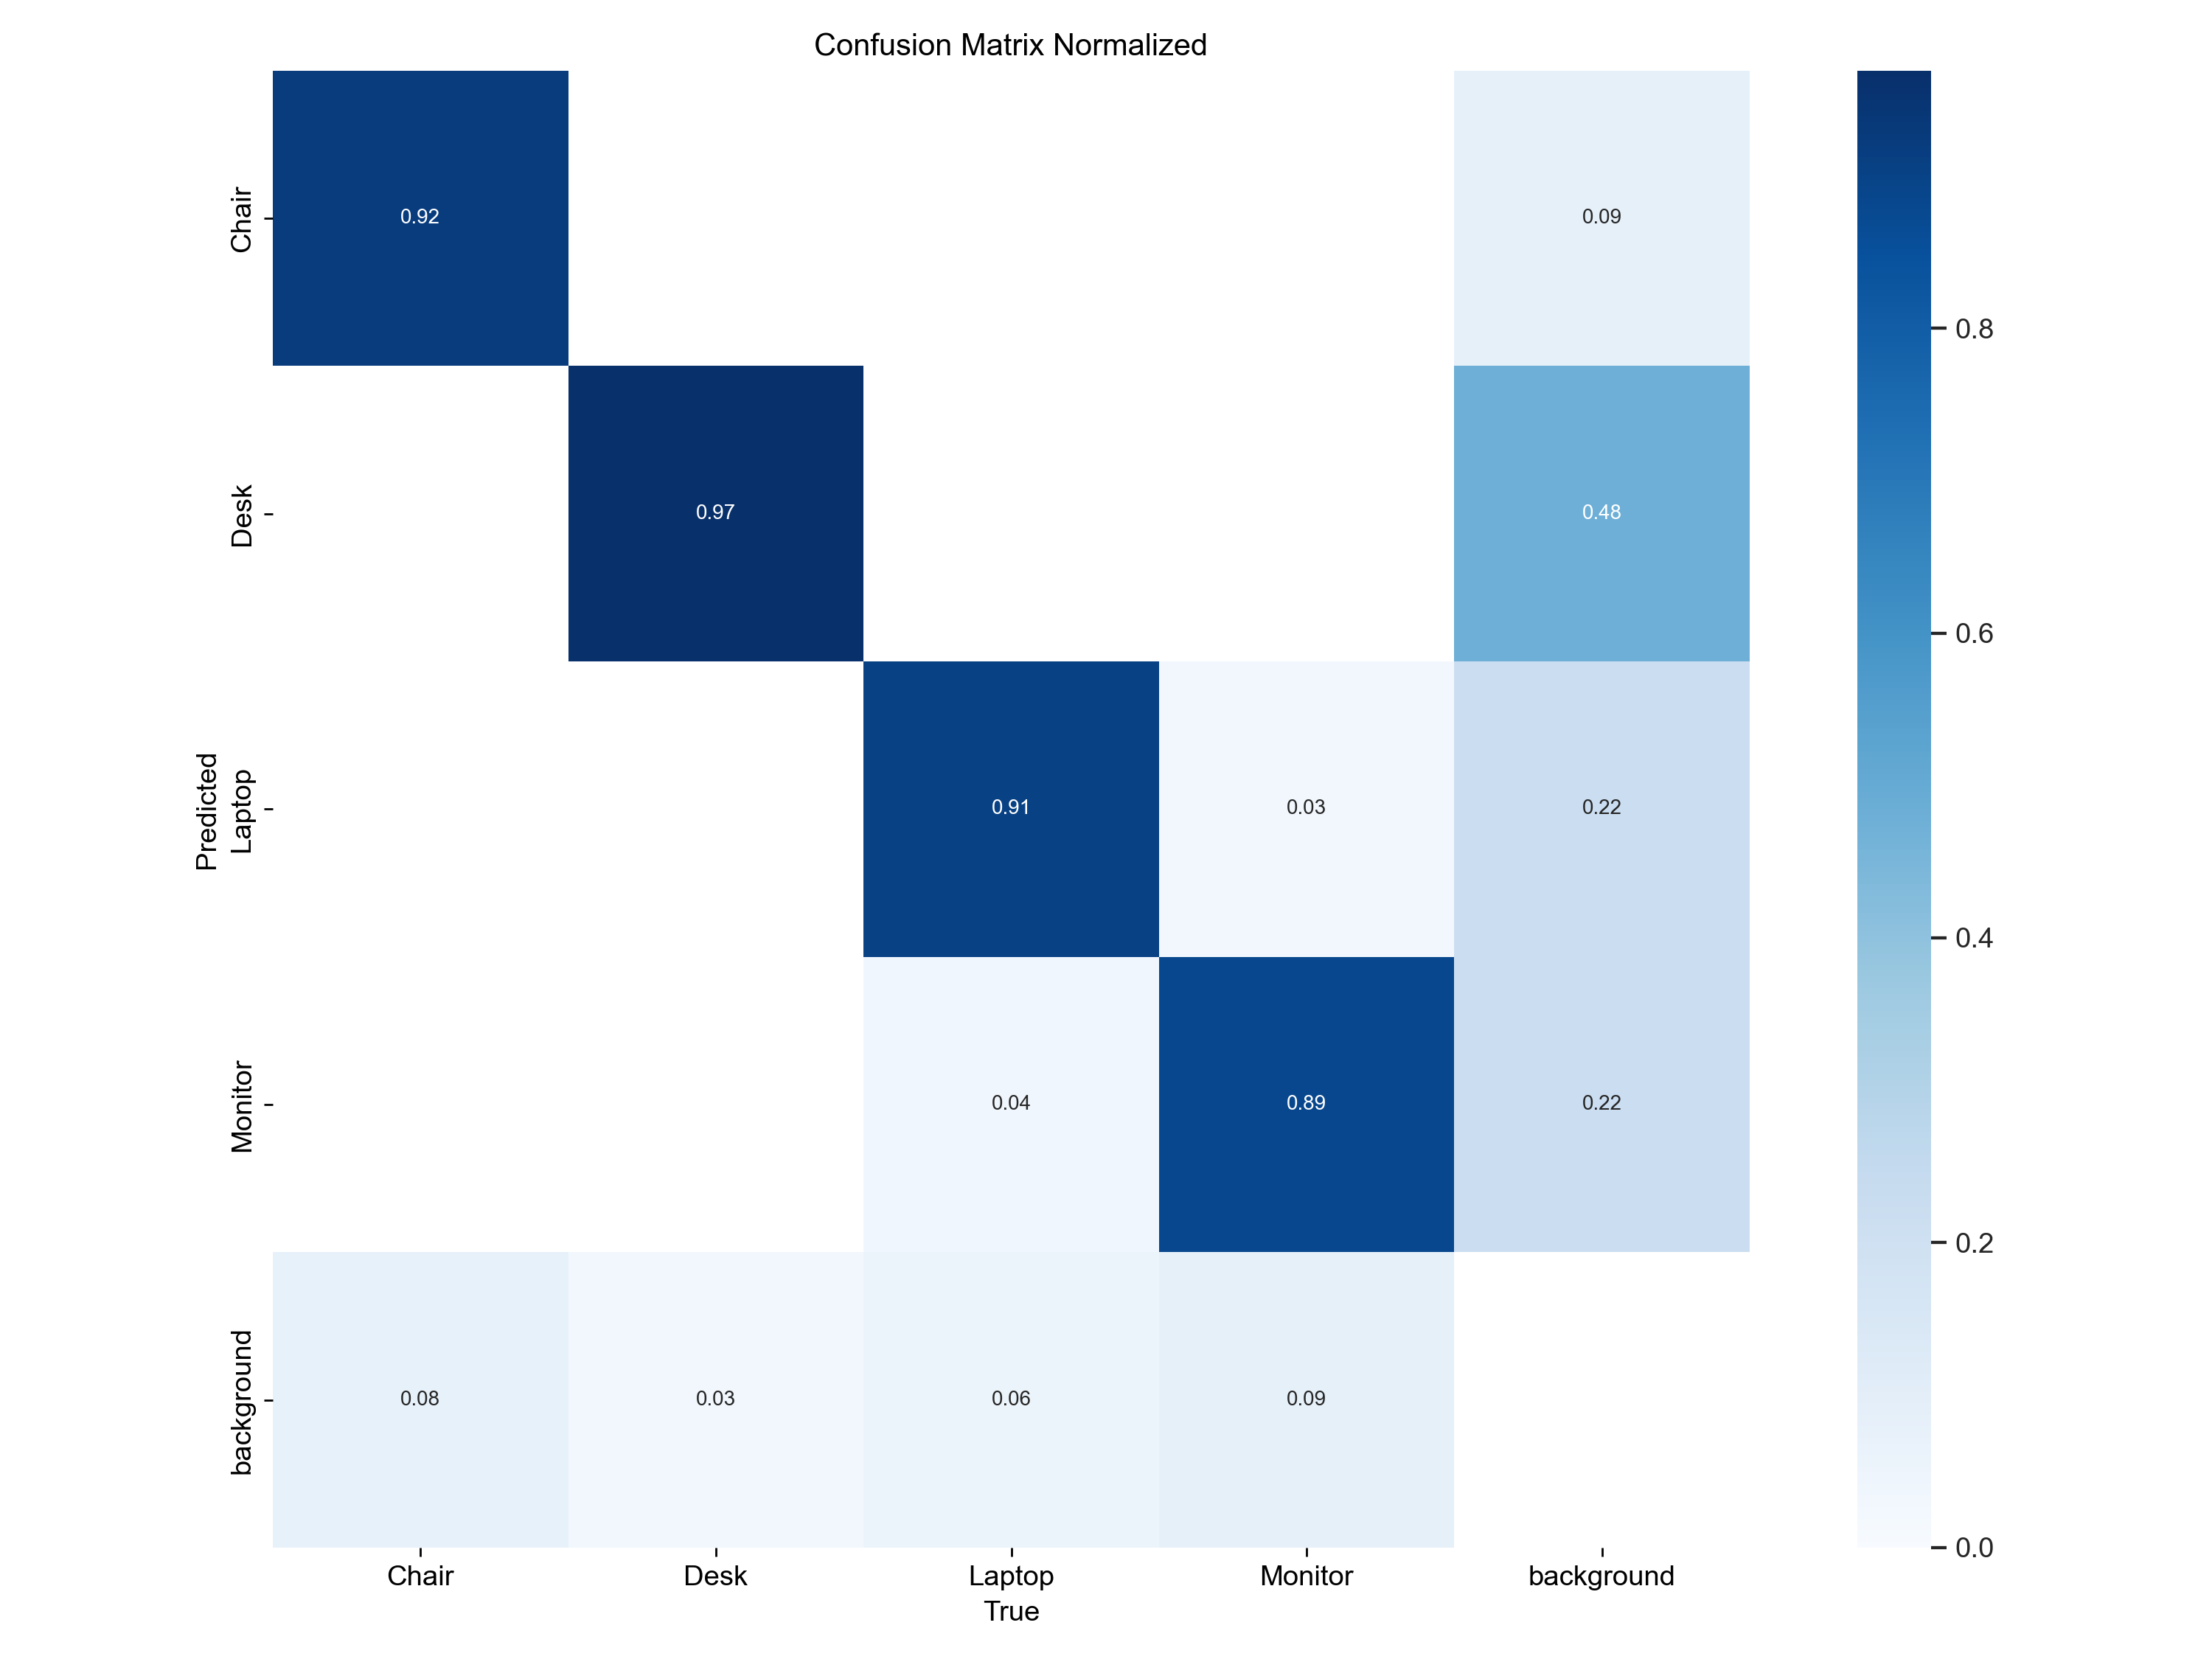 Confusion Matrix Normalized
Chair
0.92
0.09
Desk
0.97
0.48
0.8
0.6
Predicted
Laptop
0.91
0.03
0.22
0.4
Monitor
0.04
0.89
0.22
0.2
background
0.08
0.03
0.06
0.09
0.0
Chair
Desk
Laptop
Monitor
background
True